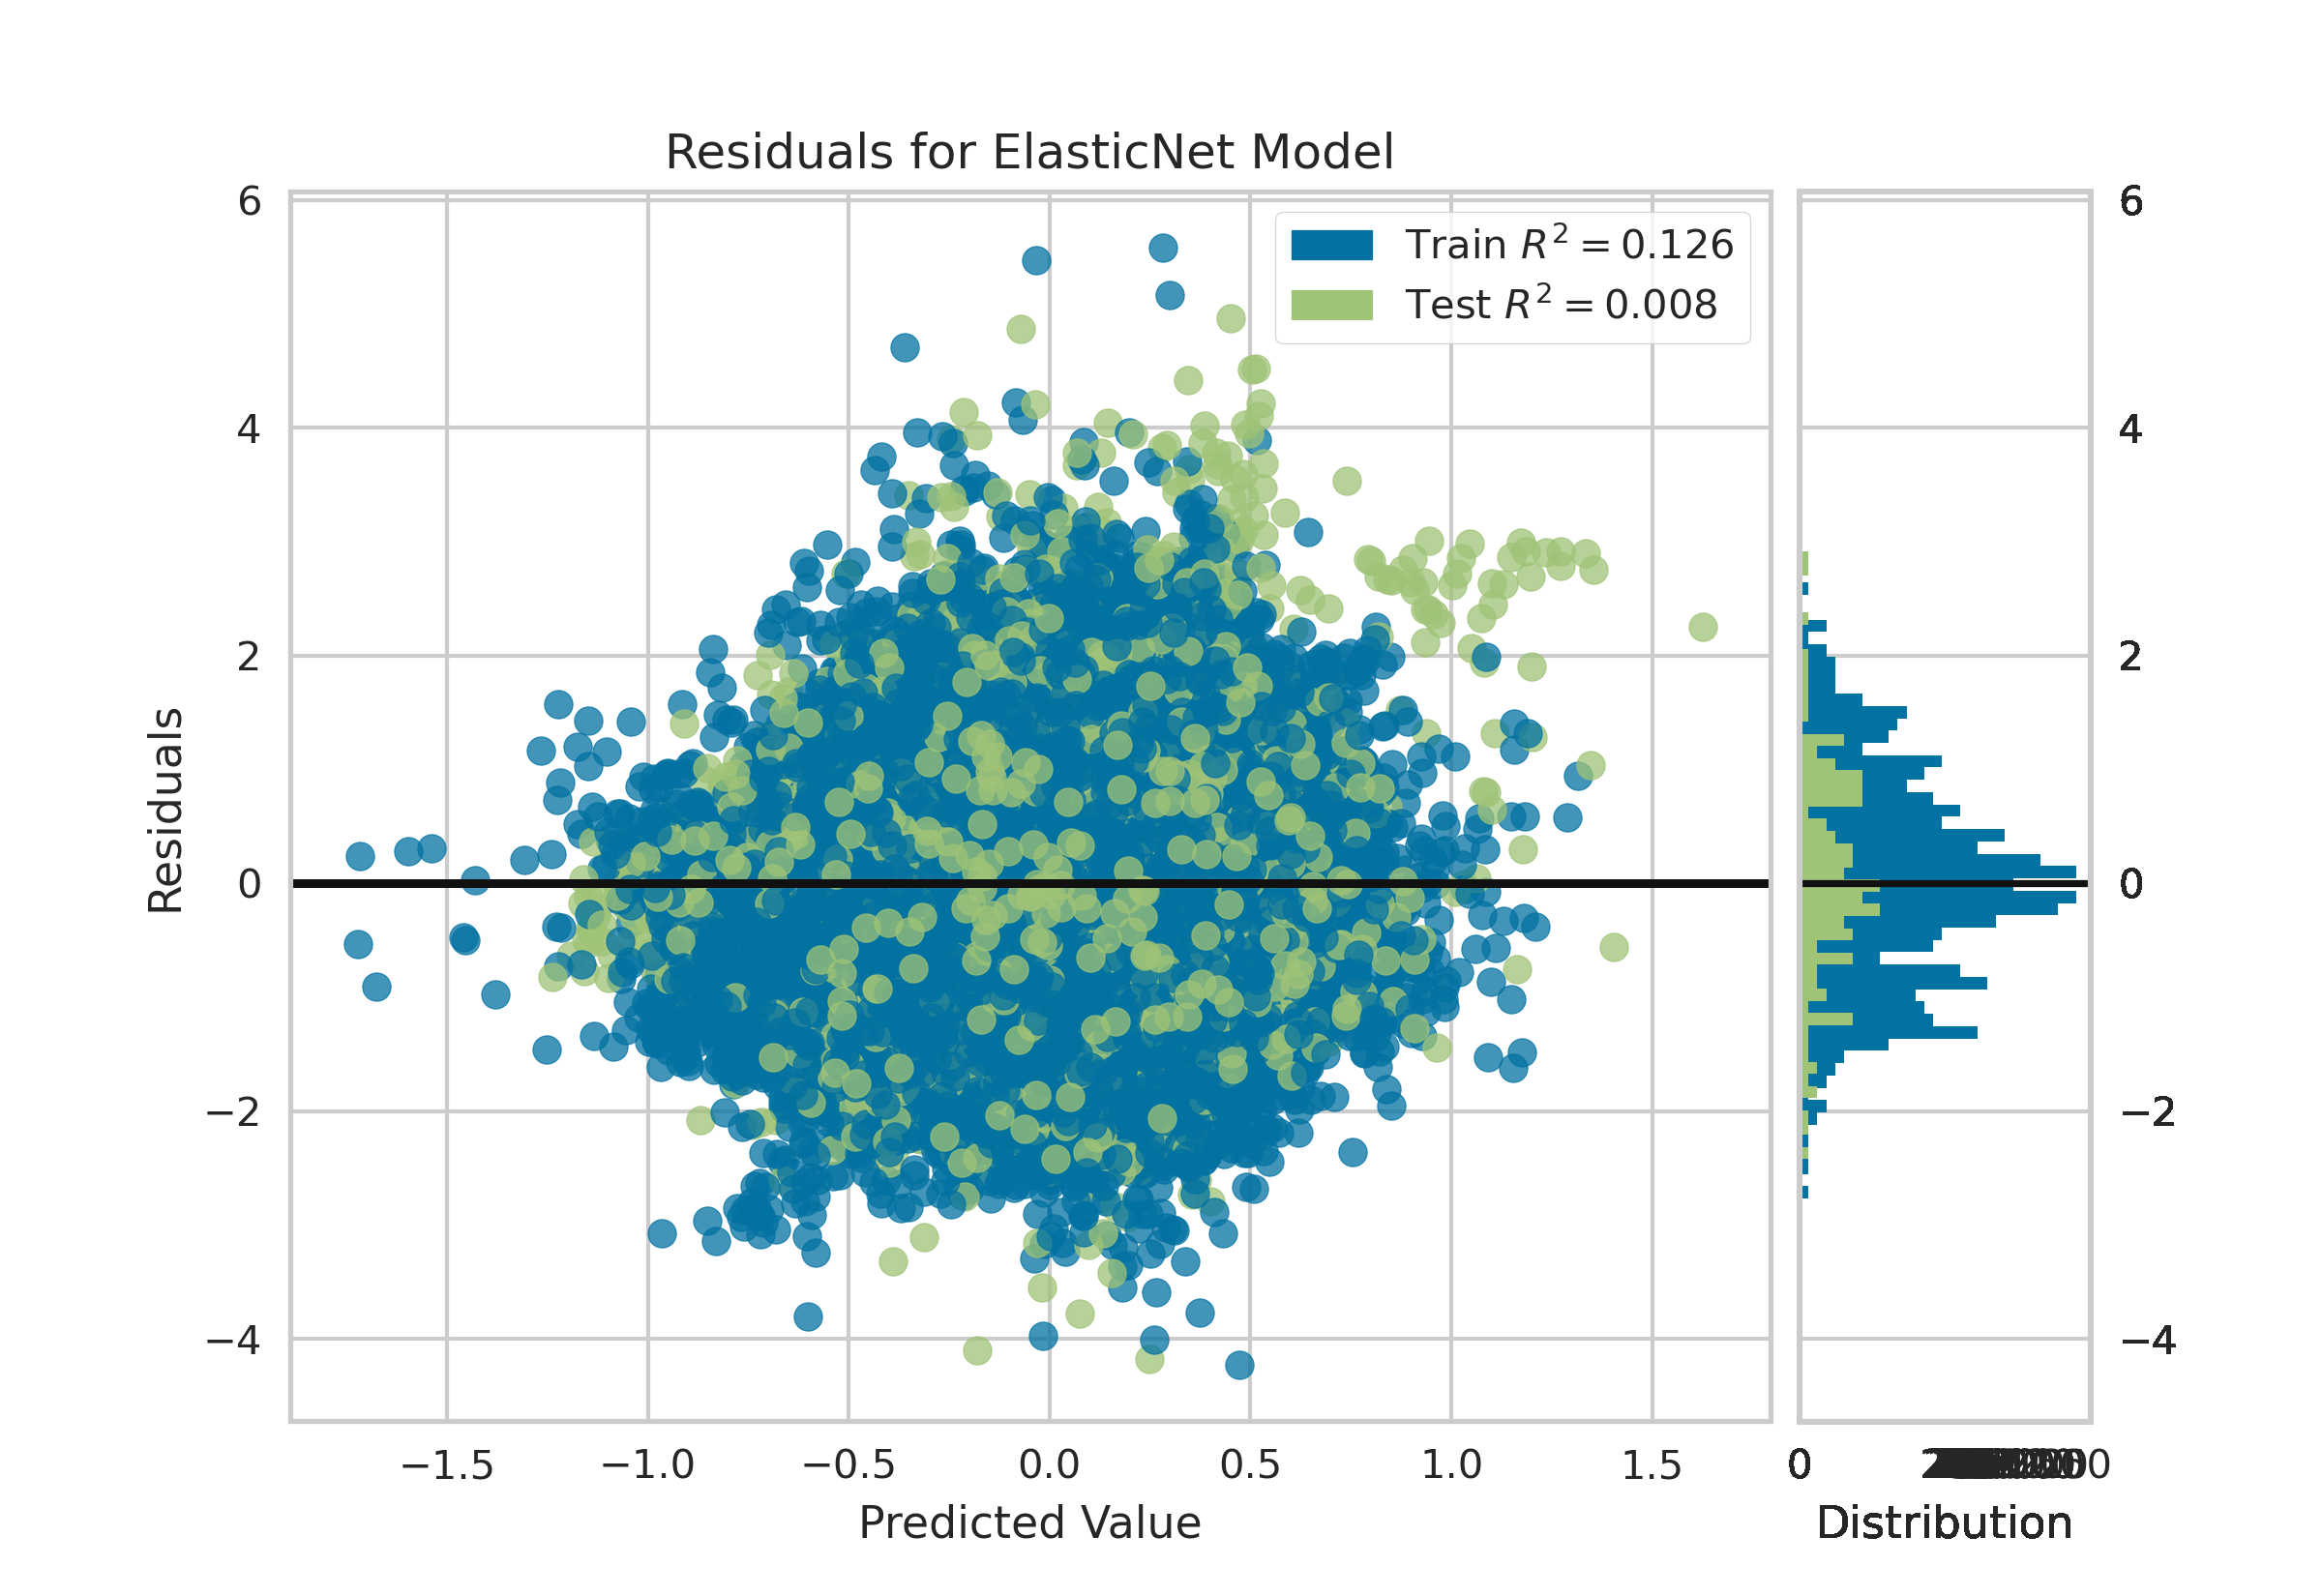 Residuals for ElasticNet Model
Train R² = 0.126
Test R² = 0.008
6
4
2
0
−2
−4
Residuals
−1.5 −1.0 −0.5 0.0 0.5 1.0 1.5
Predicted Value
6
4
2
0
−2
−4
0
Distribution